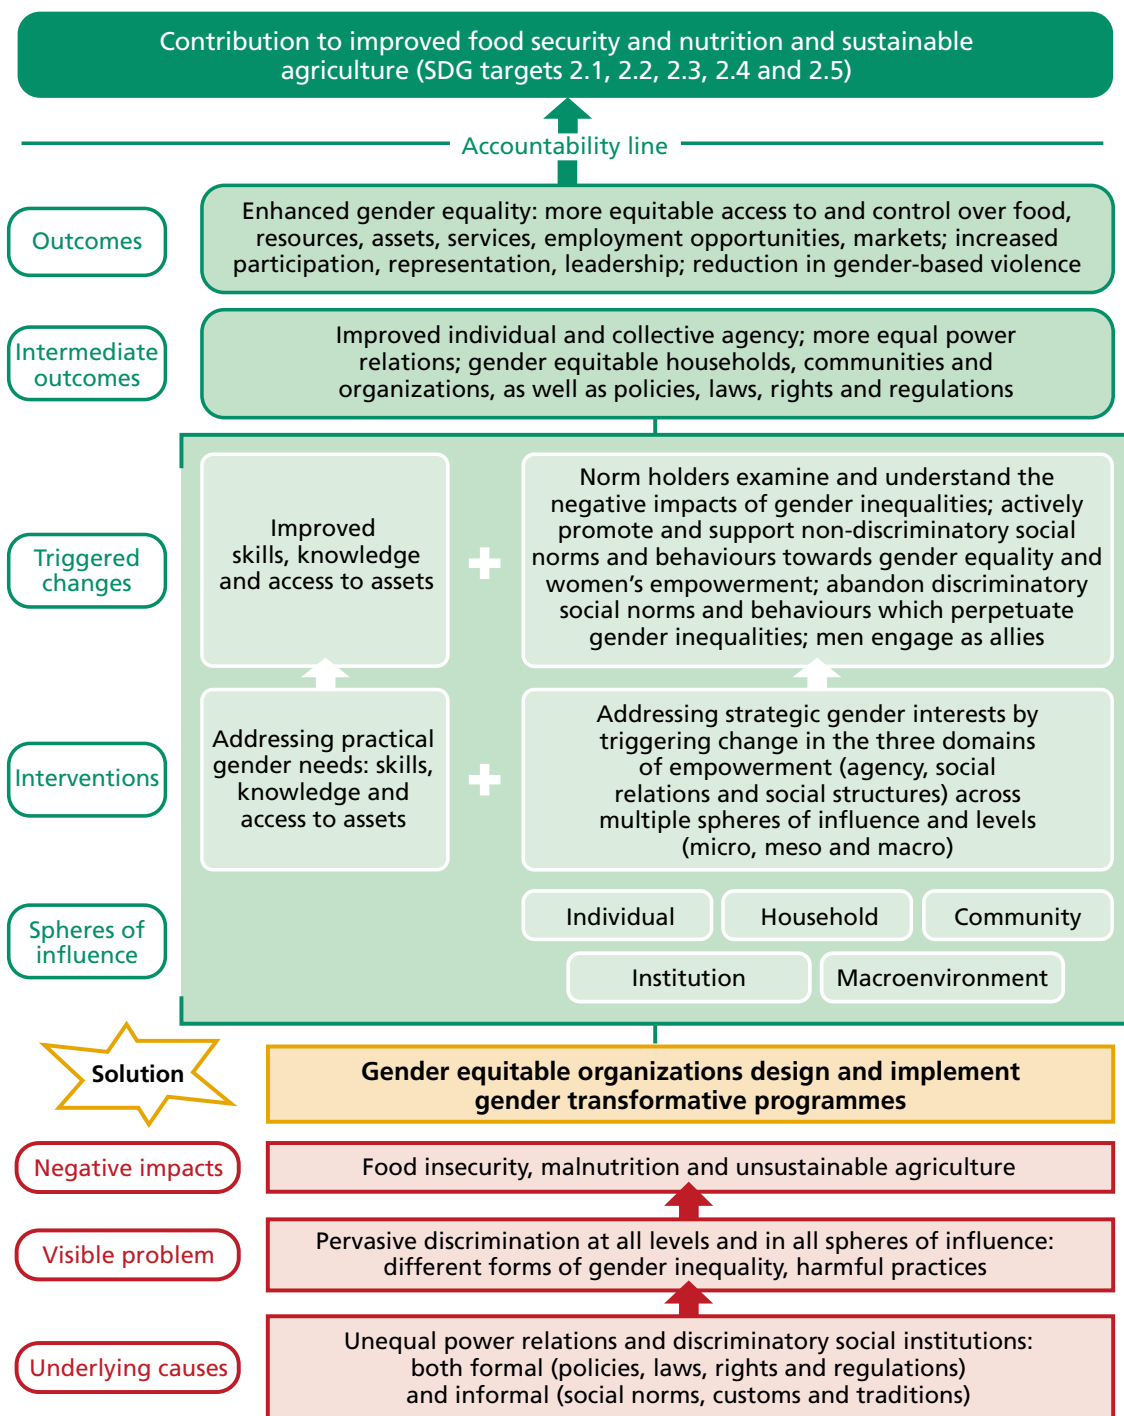 Contribution to improved food security and nutrition and sustainable
agriculture (SDG targets 2.1, 2.2, 2.3, 2.4 and 2.5)
Accountability line
Outcomes
Enhanced gender equality: more equitable access to and control over food,
resources, assets, services, employment opportunities, markets; increased
participation, representation, leadership; reduction in gender-based violence
Intermediate
outcomes
Improved individual and collective agency; more equal power
relations; gender equitable households, communities and
organizations, as well as policies, laws, rights and regulations
Triggered
changes
Improved
skills, knowledge
and access to assets
Norm holders examine and understand the
negative impacts of gender inequalities; actively
promote and support non-discriminatory social
norms and behaviours towards gender equality and
women’s empowerment; abandon discriminatory
social norms and behaviours which perpetuate
gender inequalities; men engage as allies
Interventions
Addressing practical
gender needs: skills,
knowledge and
access to assets
Addressing strategic gender interests by
triggering change in the three domains
of empowerment (agency, social
relations and social structures) across
multiple spheres of influence and levels
(micro, meso and macro)
Spheres of
influence
Individual
Household
Community
Institution
Macroenvironment
Solution
Gender equitable organizations design and implement
gender transformative programmes
Negative impacts
Food insecurity, malnutrition and unsustainable agriculture
Visible problem
Pervasive discrimination at all levels and in all spheres of influence:
different forms of gender inequality, harmful practices
Underlying causes
Unequal power relations and discriminatory social institutions:
both formal (policies, laws, rights and regulations)
and informal (social norms, customs and traditions)